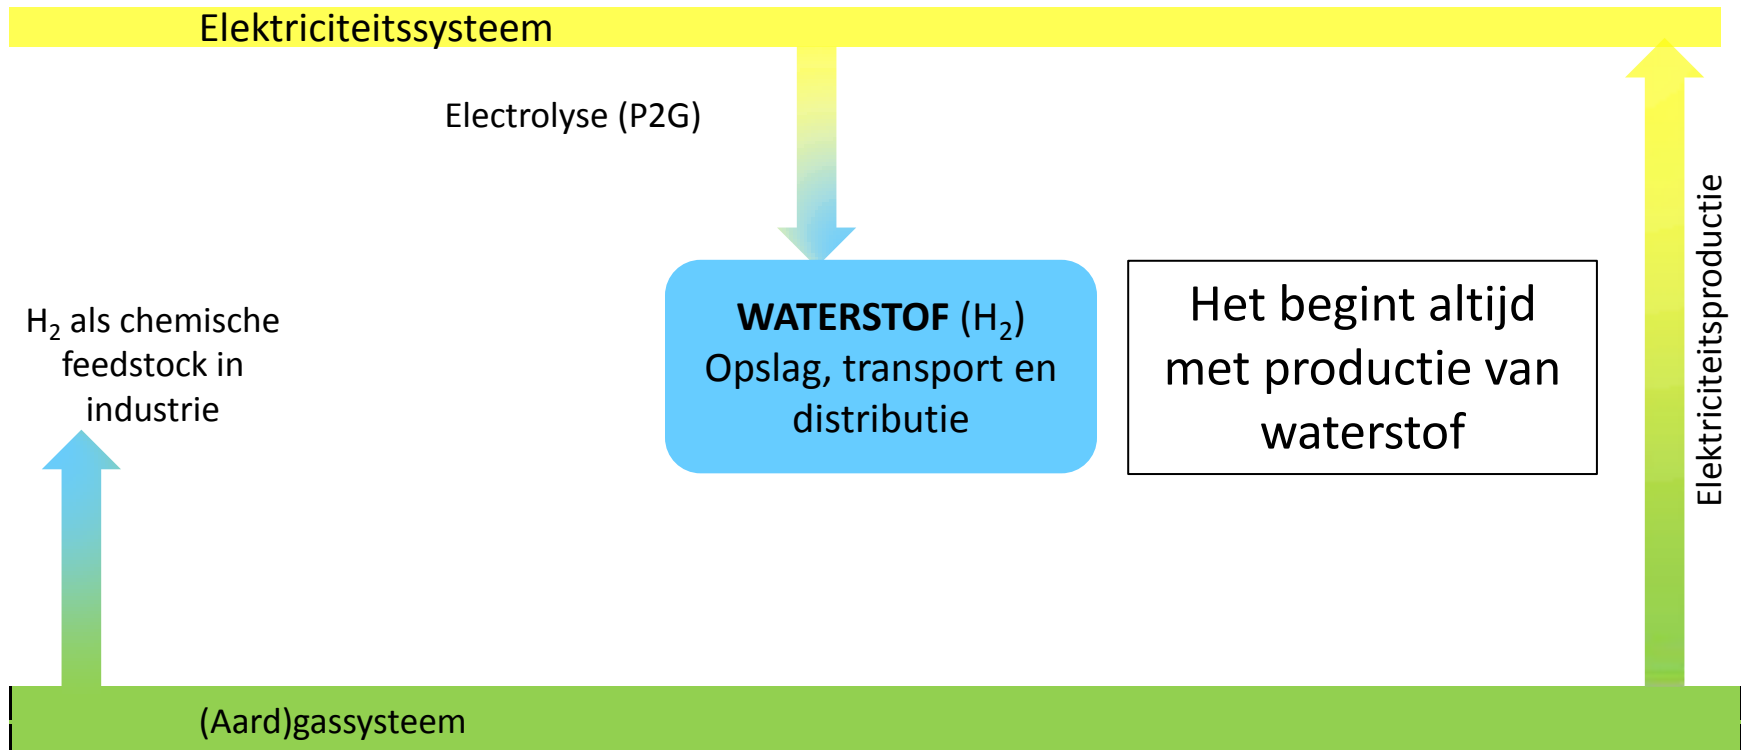 Elektriciteitssysteem
Electrolyse (P2G)
H₂ als chemische
feedstock in
industrie
WATERSTOF (H₂)
Opslag, transport en
distributie
Het begint altijd
met productie van
waterstof
Elektriciteitsproductie
(Aard)gassysteem